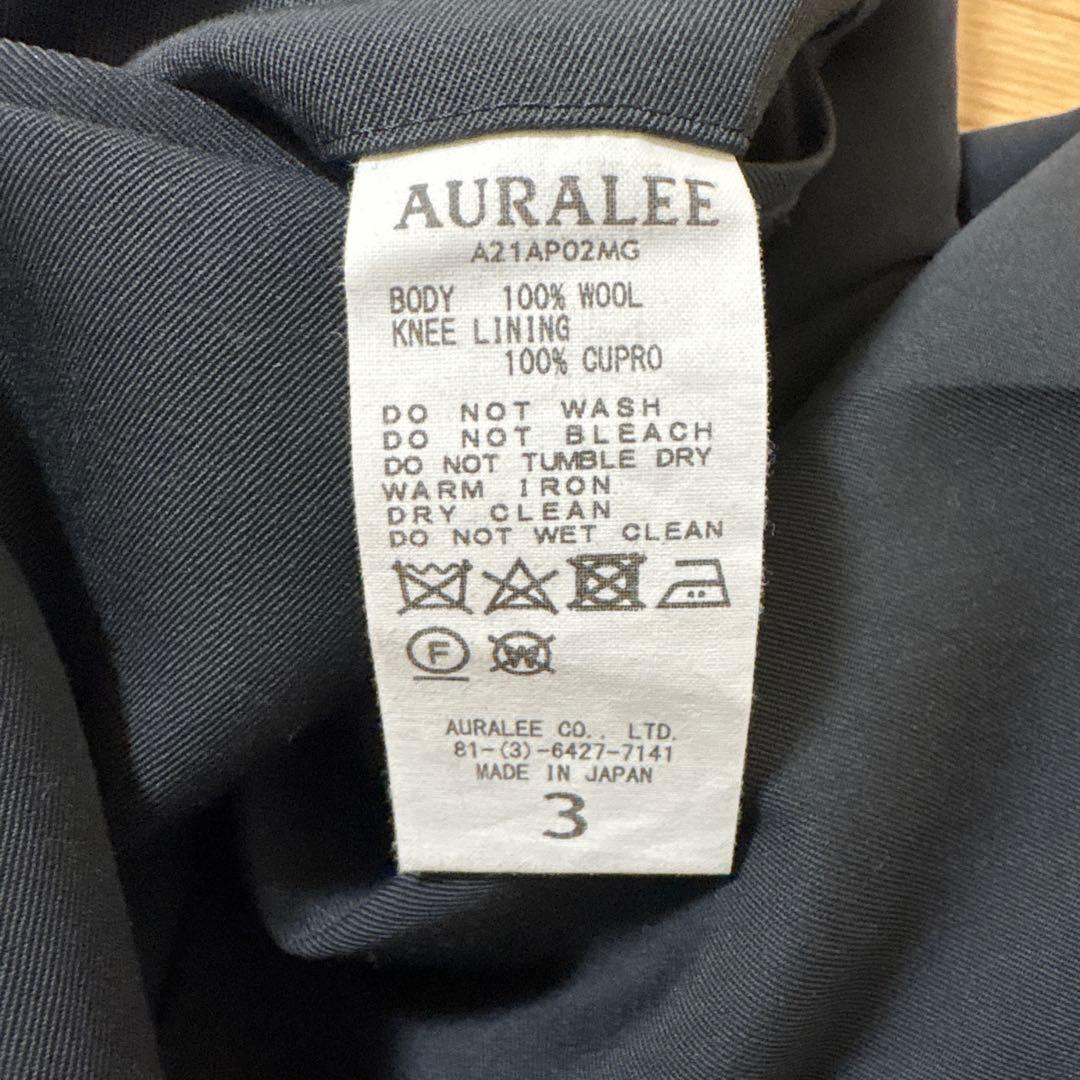 AURALEE
A21AP02MG
BODY 100% WOOL
KNEE LINING
100% CUPRO
DO NOT WASH
DO NOT BLEACH
DO NOT TUMBLE DRY
WARM IRON
DRY CLEAN
DO NOT WET CLEAN
F W
AURALEE CO., LTD.
81-(3)-6427-7141
MADE IN JAPAN
3